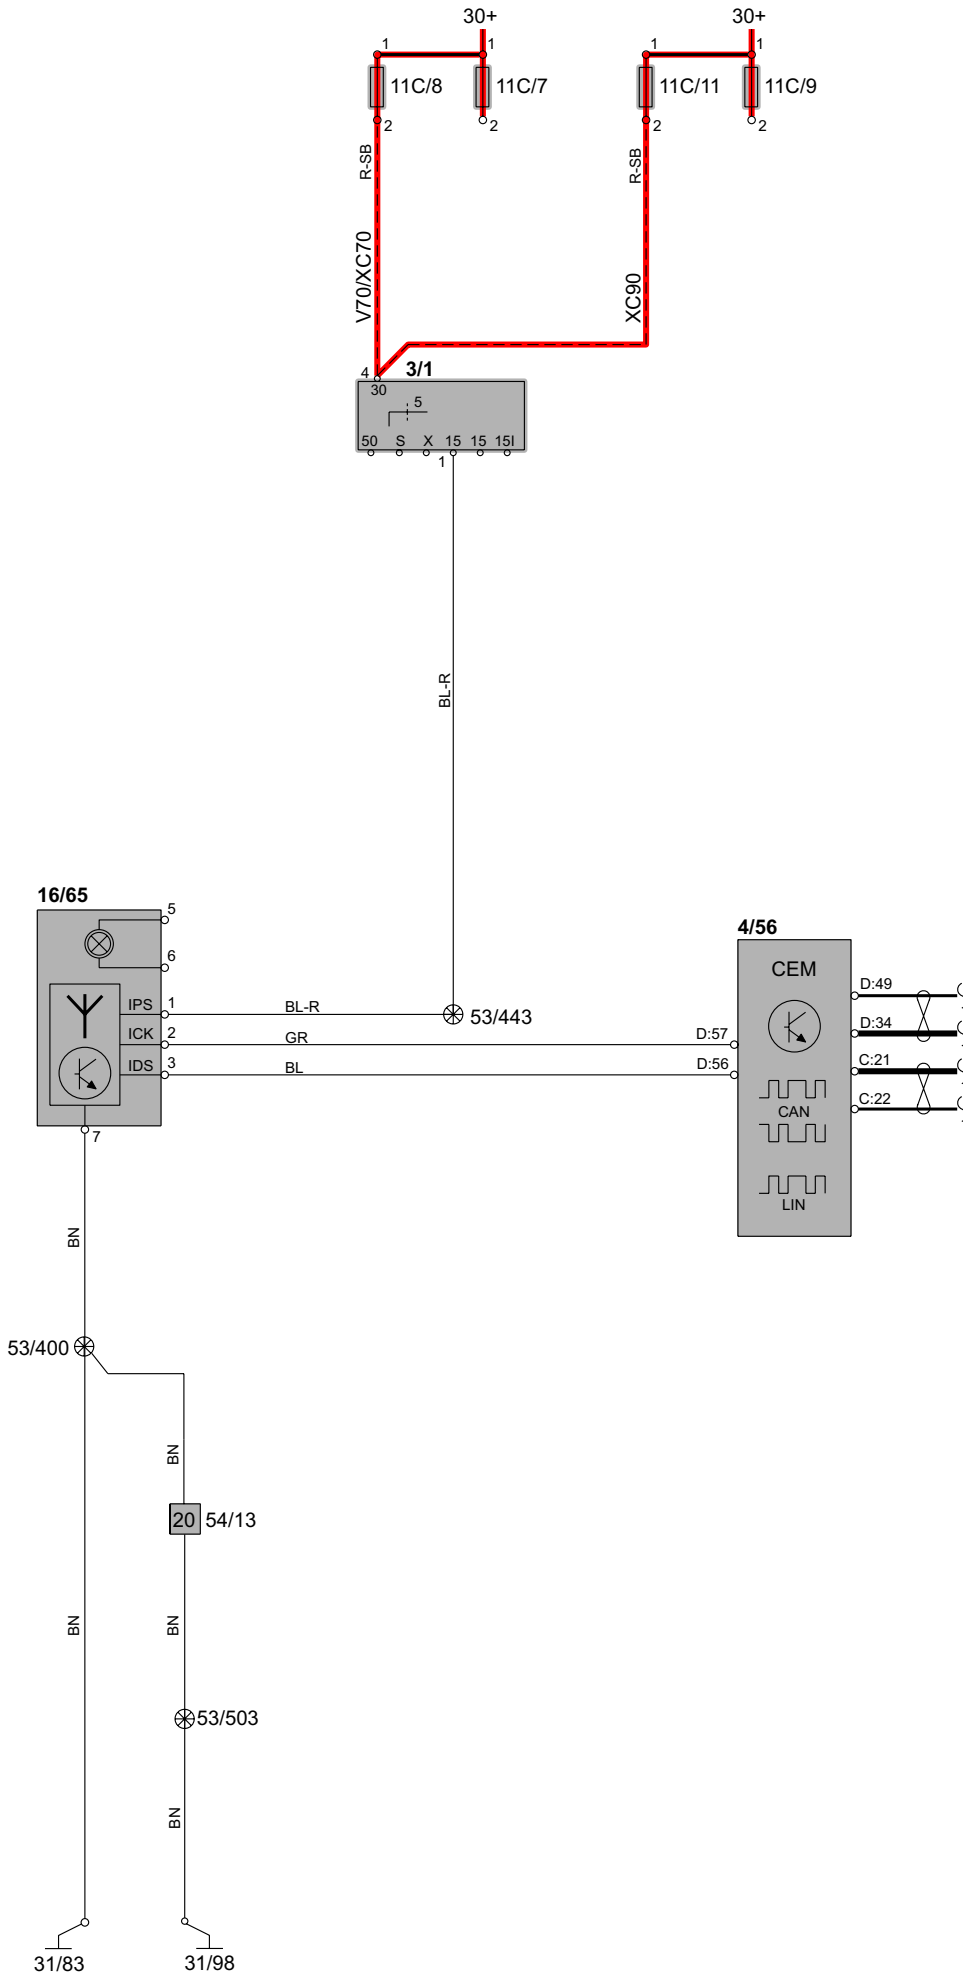 30+ 30+
1 1 1 1
11C/8 11C/7 11C/11 11C/9
2 2 2 2
R-SB R-SB
V70/XC70 XC90
4 3/1
30
5
50 S X 15 15 15I
1
BL-R
16/65
5
6
4/56
CEM
D:49
IPS 1 BL-R 53/443
ICK 2 GR D:57 D:34
IDS 3 BL D:56 C:21
C:22
CAN
7
LIN
BN
53/400
BN
20 54/13
BN BN
53/503
BN
31/83 31/98